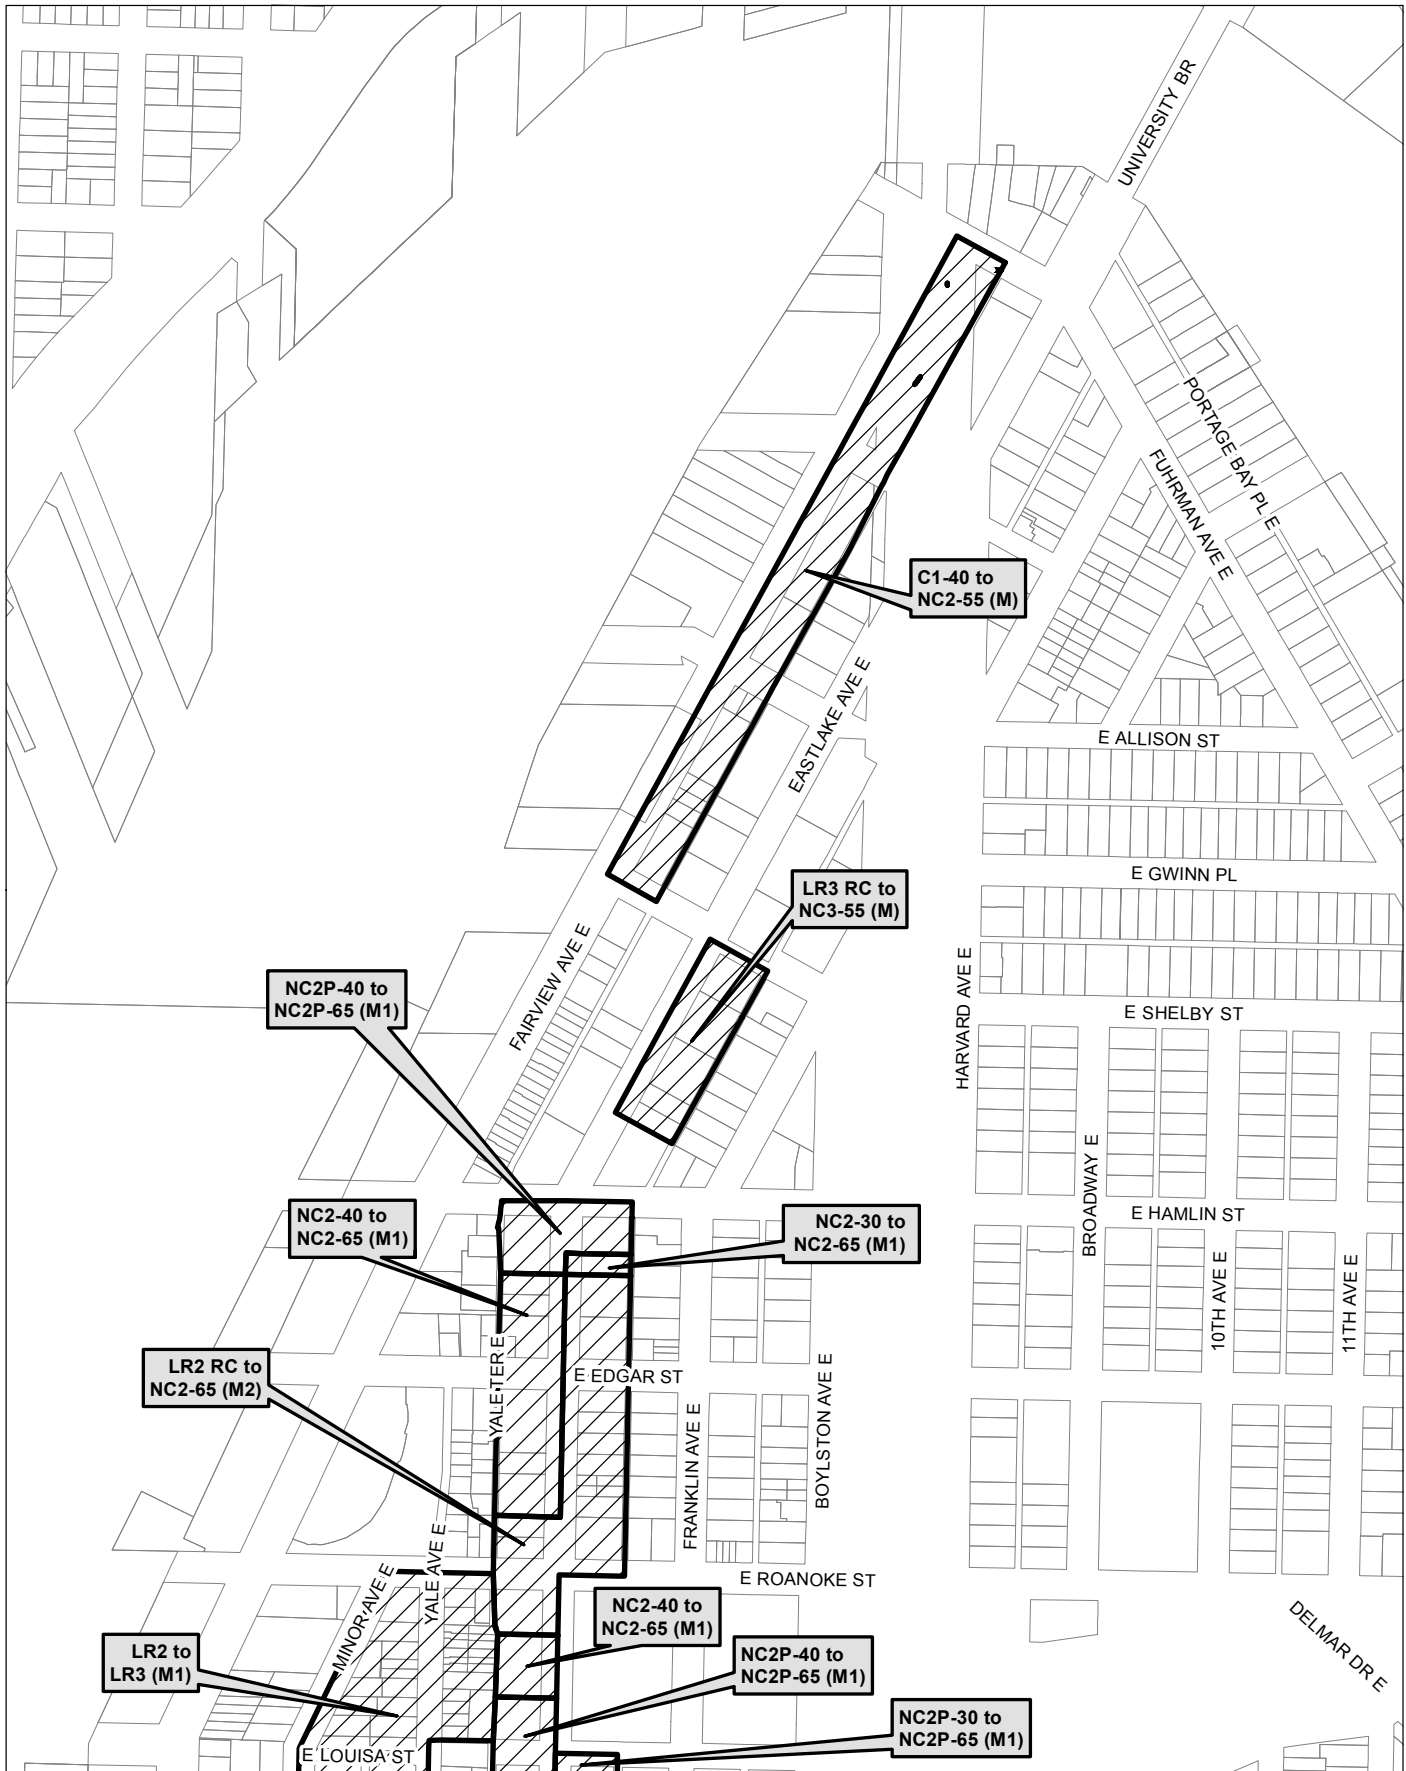 UNIVERSITY BR
PORTAGE BAY PL E
FUHRMAN AVE E
C1-40 to
NC2-55 (M)
EASTLAKE AVE E
E ALLISON ST
E GWINN PL
LR3 RC to
NC3-55 (M)
FAIRVIEW AVE E
HARVARD AVE E
NC2P-40 to
NC2P-65 (M1)
E SHELBY ST
BROADWAY E
NC2-40 to
NC2-65 (M1)
NC2-30 to
NC2-65 (M1)
E HAMLIN ST
10TH AVE E
11TH AVE E
LR2 RC to
NC2-65 (M2)
YALE TER E
E EDGAR ST
FRANKLIN AVE E
BOYLSTON AVE E
MINOR AVE E
YALE AVE E
E ROANOKE ST
NC2-40 to
NC2-65 (M1)
DELMAR DR E
LR2 to
LR3 (M1)
NC2P-40 to
NC2P-65 (M1)
NC2P-30 to
NC2P-65 (M1)
E LOUISA ST